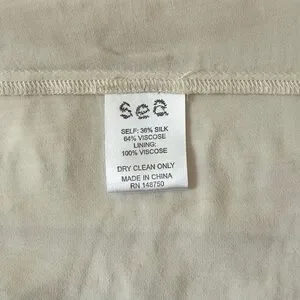 sea
SELF: 36% SILK
64% VISCOSE
LINING:
100% VISCOSE
DRY CLEAN ONLY
MADE IN CHINA
RN 148750